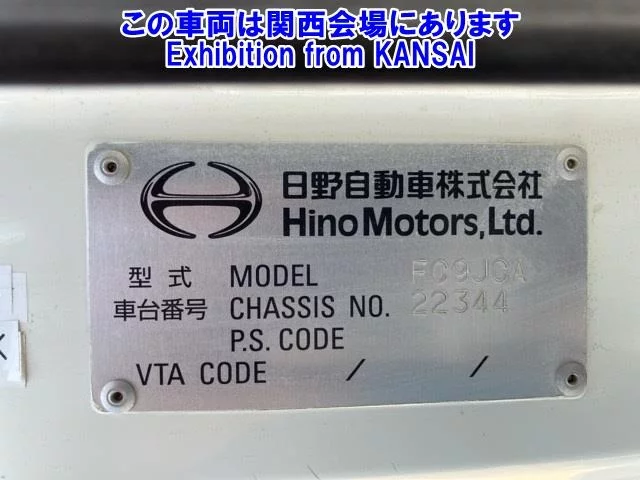 この車両は関西会場にあります
Exhibition from KANSAI
日野自動車株式会社
Hino Motors, Ltd.
型式 MODEL FC9JCA
車台番号 CHASSIS NO. 22344
P.S. CODE
VTA CODE / /